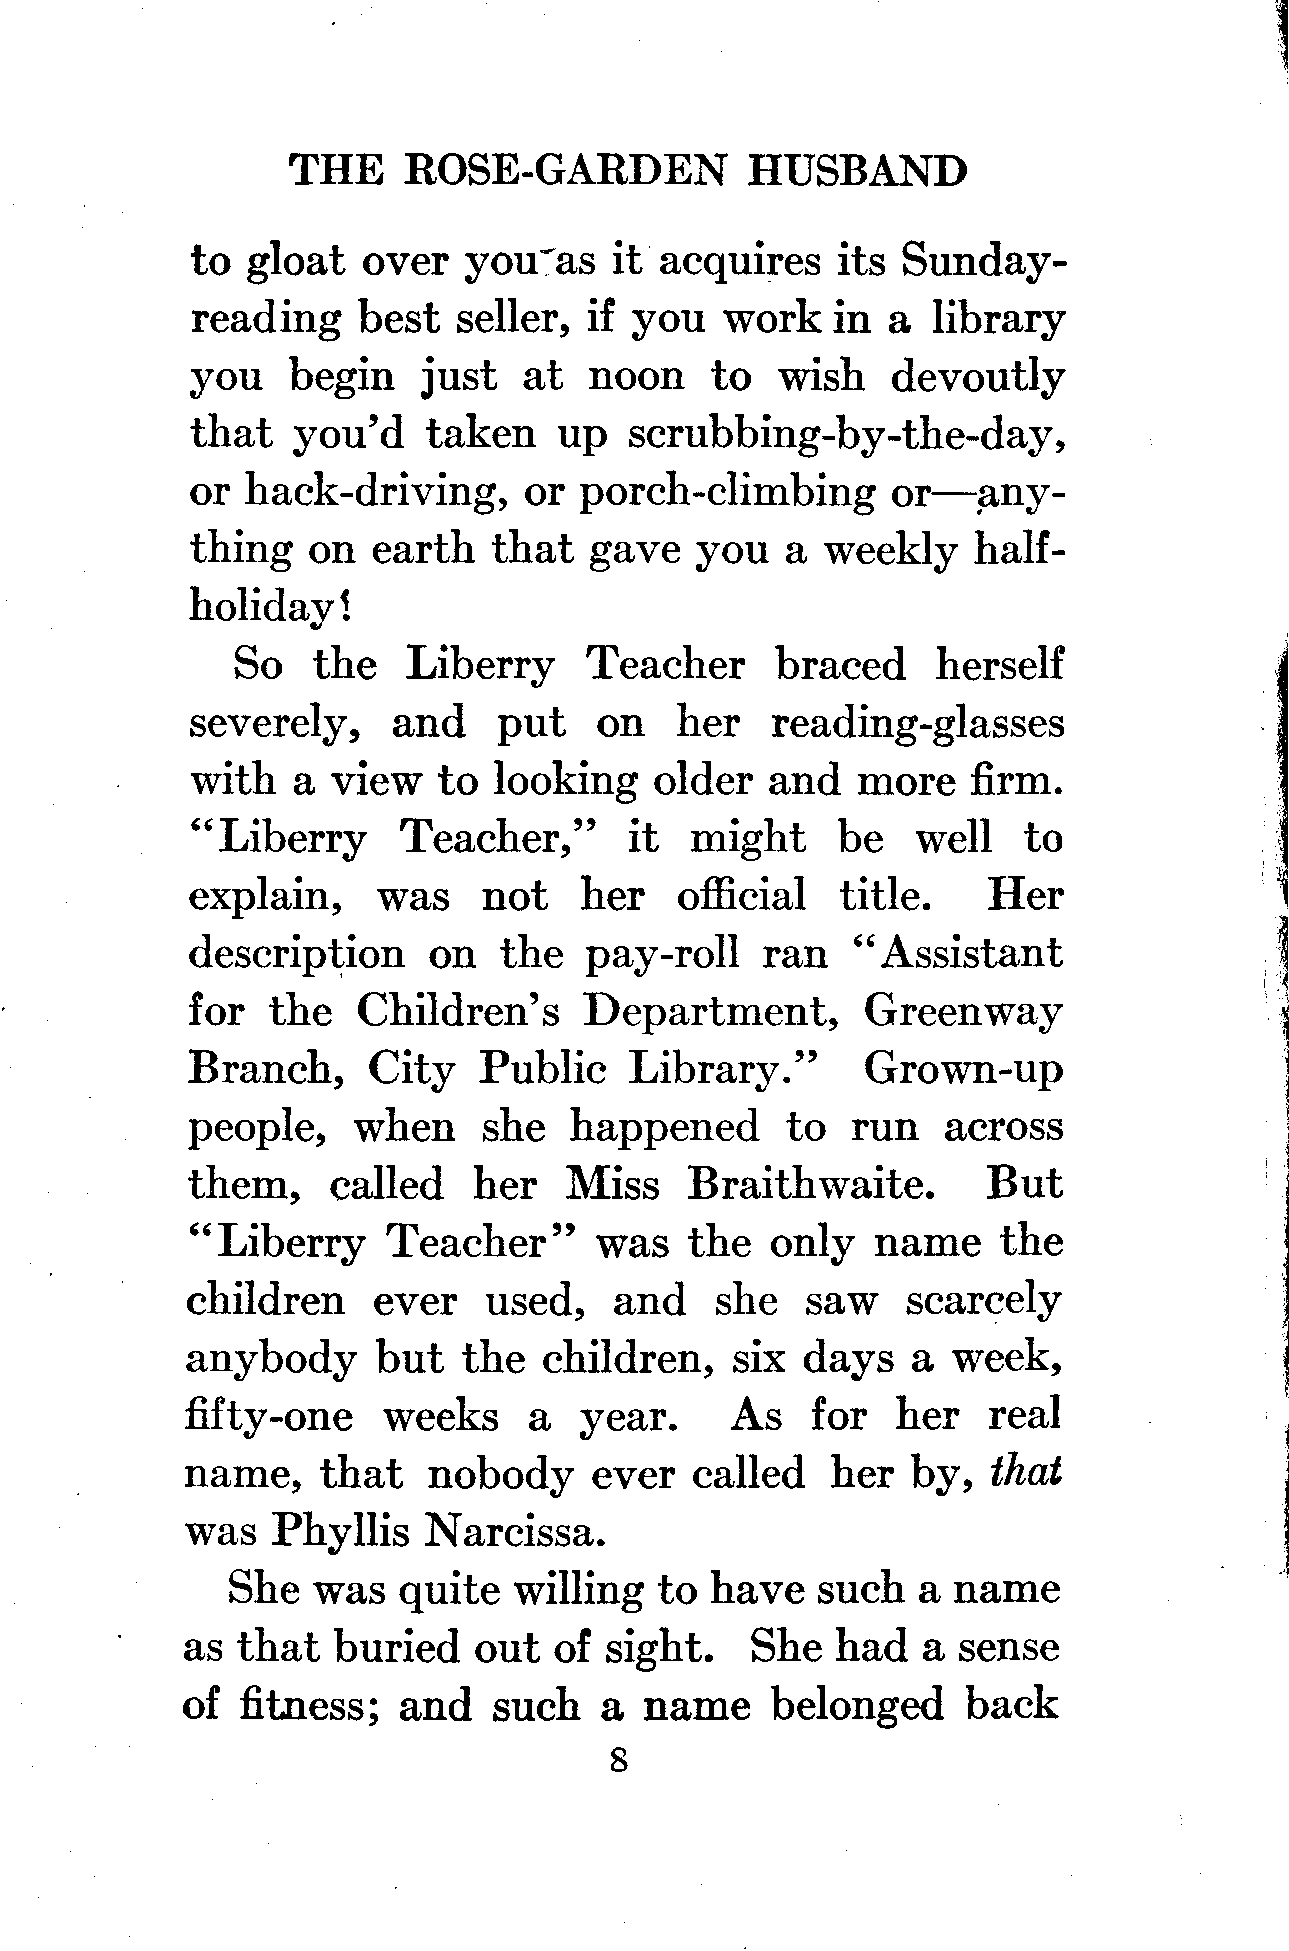 THE ROSE-GARDEN HUSBAND
to gloat over you as it acquires its Sunday-
reading best seller, if you work in a library
you begin just at noon to wish devoutly
that you'd taken up scrubbing-by-the-day,
or hack-driving, or porch-climbing or—any-
thing on earth that gave you a weekly half-
holiday!
So the Liberry Teacher braced herself
severely, and put on her reading-glasses
with a view to looking older and more firm.
“Liberry Teacher,” it might be well to
explain, was not her official title. Her
description on the pay-roll ran “Assistant
for the Children's Department, Greenway
Branch, City Public Library.” Grown-up
people, when she happened to run across
them, called her Miss Braithwaite. But
“Liberry Teacher” was the only name the
children ever used, and she saw scarcely
anybody but the children, six days a week,
fifty-one weeks a year. As for her real
name, that nobody ever called her by, that
was Phyllis Narcissa.
She was quite willing to have such a name
as that buried out of sight. She had a sense
of fitness; and such a name belonged back
8